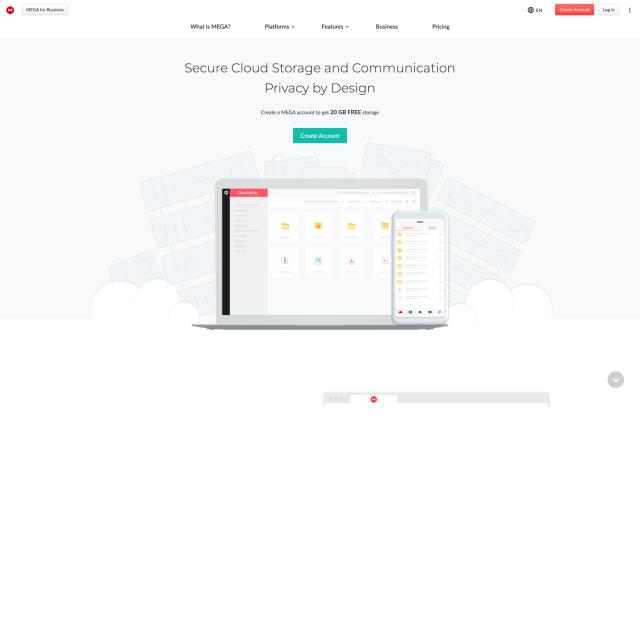 MEGA for Business
EN
Create Account
Log in
What is MEGA?
Platforms
Features
Business
Pricing
Secure Cloud Storage and Communication
Privacy by Design
Create a MEGA account to get 20 GB FREE storage
Create Account
Cloud drive